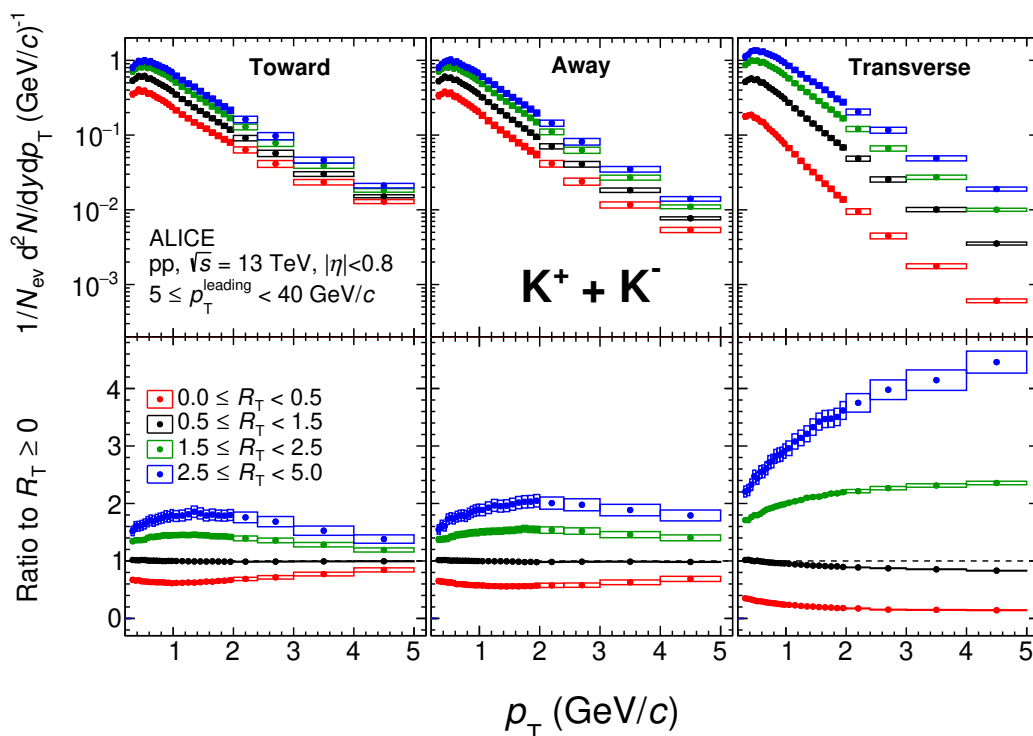 1/N_ev d²N/dydp_T (GeV/c)⁻¹
1
10⁻¹
10⁻²
10⁻³
Toward
Away
Transverse
ALICE
pp, √s = 13 TeV, |η|<0.8
5 ≤ p_T^leading < 40 GeV/c
K⁺ + K⁻
Ratio to R_T ≥ 0
4
3
2
1
0
0.0 ≤ R_T < 0.5
0.5 ≤ R_T < 1.5
1.5 ≤ R_T < 2.5
2.5 ≤ R_T < 5.0
1 2 3 4 5 1 2 3 4 5 1 2 3 4 5
p_T (GeV/c)